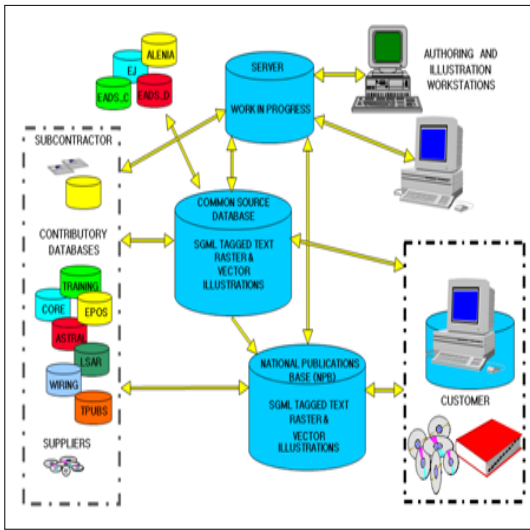 ALENIA
EJ
EADS_C
EADS_D
SERVER
WORK IN PROGRESS
AUTHORING AND
ILLUSTRATION
WORKSTATIONS
SUBCONTRACTOR
CONTRIBUTORY
DATABASES
TRAINING
CORE
EPOS
ASTRAL
LSAR
WIRING
TPUBS
SUPPLIERS
COMMON SOURCE
DATABASE
SGML TAGGED TEXT
RASTER &
VECTOR
ILLUSTRATIONS
NATIONAL PUBLICATIONS
BASE (NPB)
SGML TAGGED TEXT
RASTER &
VECTOR
ILLUSTRATIONS
CUSTOMER